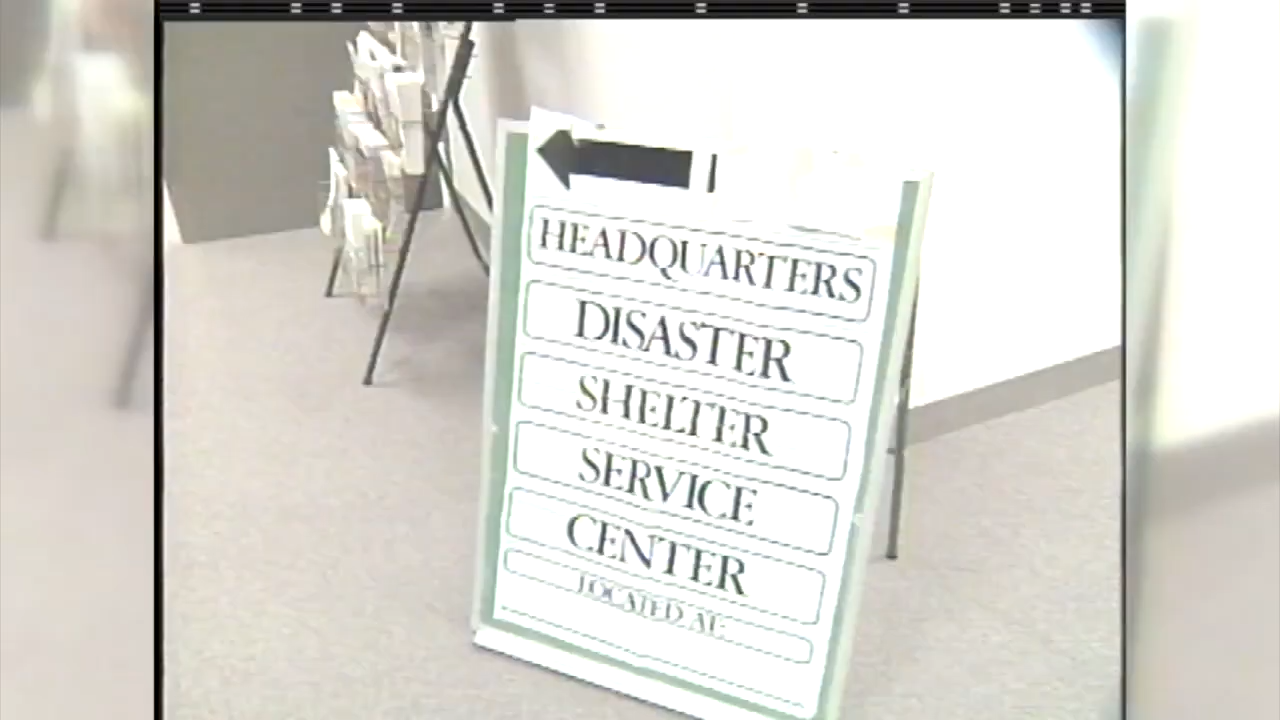 HEADQUARTERS
DISASTER
SHELTER
SERVICE
CENTER
LOCATED AT